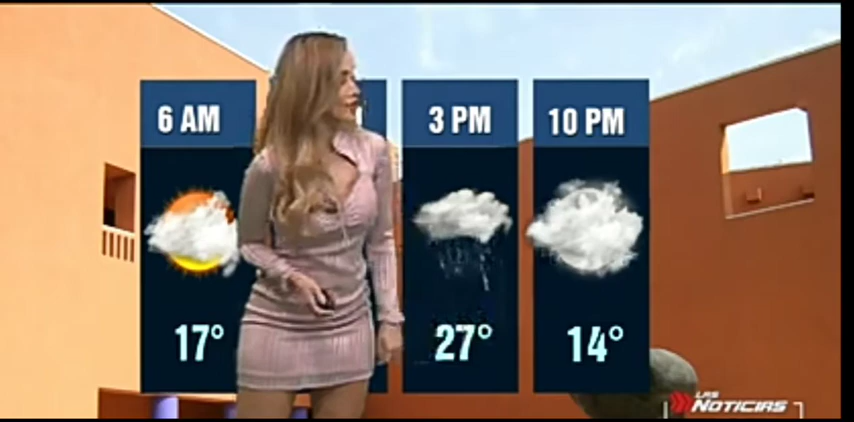 6 AM
3 PM
10 PM
17°
27°
14°
LAS
NOTICIAS